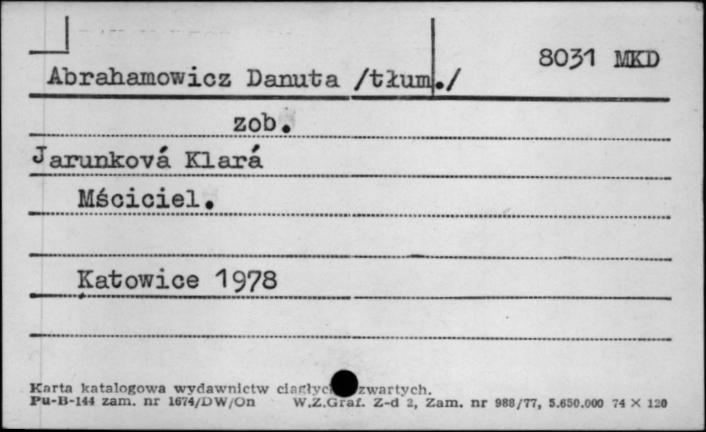 8031 MKD
Abrahamowicz Danuta /tłum./
zob.
Jarunková Klará
Mściciel.
Katowice 1978
Karta katalogowa wydawnictw zwartych.
Pu-B-144 zam. nr 1674/DW/On W.Z.Graf. Z-d 2, Zam. nr 988/77, 5.650.000 74 X 120